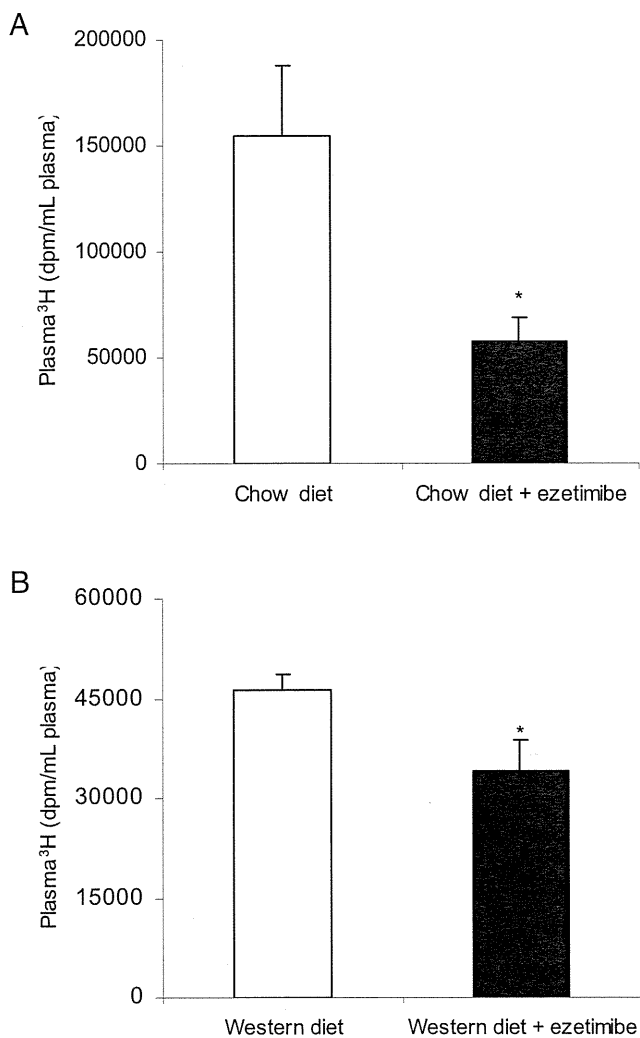 A
200000
150000
100000
50000
0
Plasma ³H (dpm/mL plasma)
*
Chow diet
Chow diet + ezetimibe
B
60000
45000
30000
15000
0
Plasma ³H (dpm/mL plasma)
*
Western diet
Western diet + ezetimibe